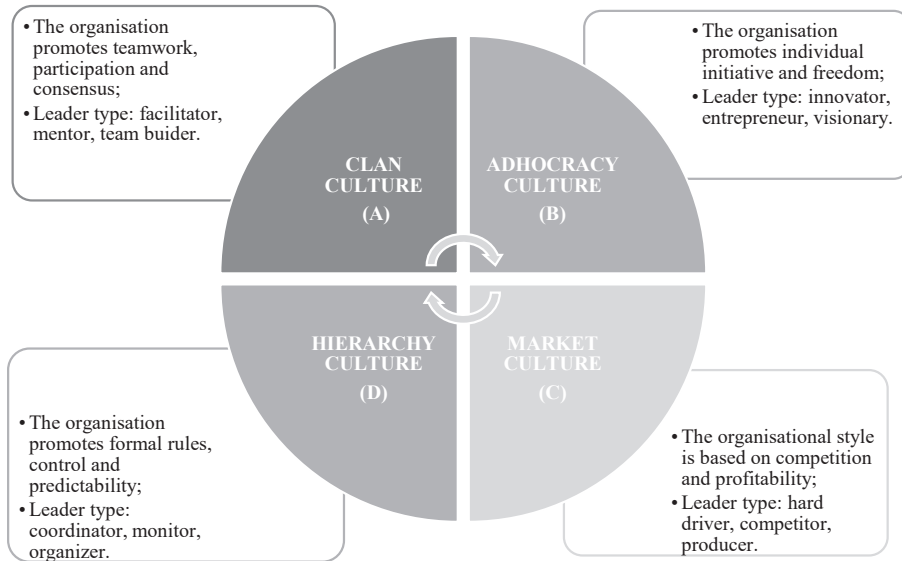 • The organisation
promotes teamwork,
participation and
consensus;
• Leader type: facilitator,
mentor, team buider.
• The organisation
promotes individual
initiative and freedom;
• Leader type: innovator,
entrepreneur, visionary.
CLAN
CULTURE
(A)
ADHOCRACY
CULTURE
(B)
HIERARCHY
CULTURE
(D)
MARKET
CULTURE
(C)
• The organisation
promotes formal rules,
control and
predictability;
• Leader type:
coordinator, monitor,
organizer.
• The organisational style
is based on competition
and profitability;
• Leader type: hard
driver, competitor,
producer.